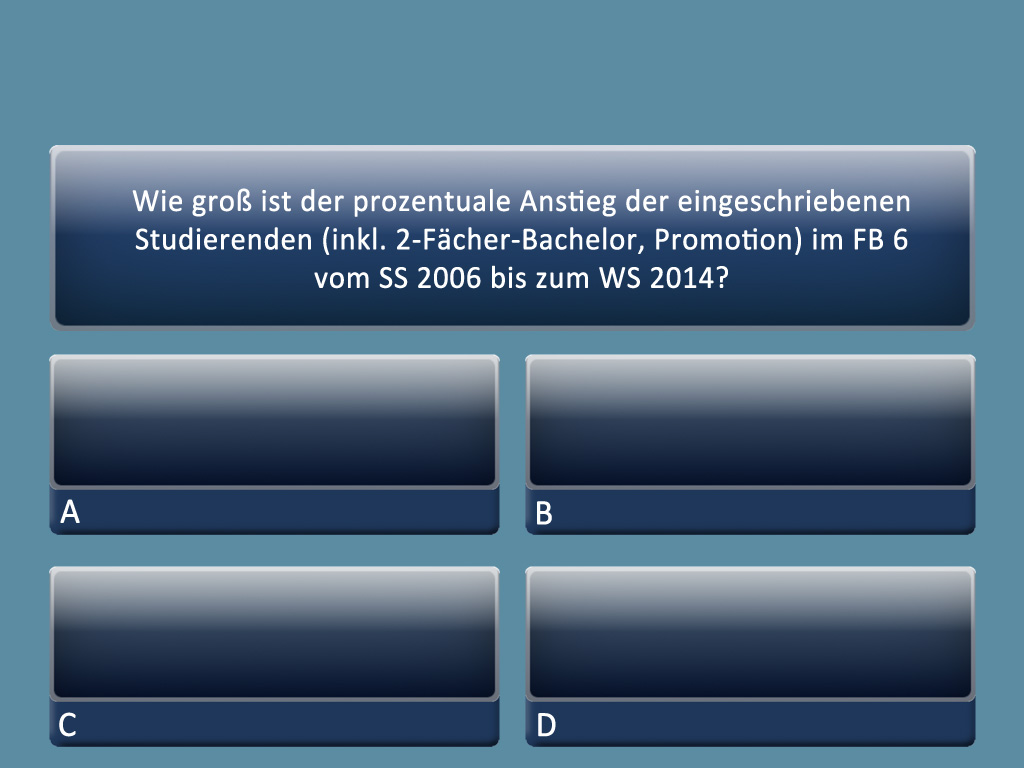 Wie groß ist der prozentuale Anstieg der eingeschriebenen
Studierenden (inkl. 2-Fächer-Bachelor, Promotion) im FB 6
vom SS 2006 bis zum WS 2014?
A
B
C
D